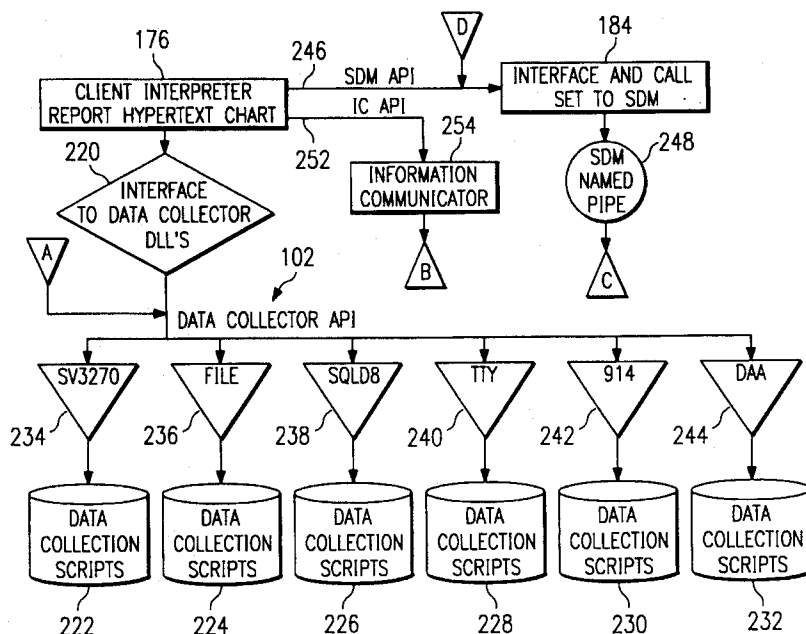 176
246
D
184
CLIENT INTERPRETER
REPORT HYPERTEXT CHART
SDM API
IC API
INTERFACE AND CALL
SET TO SDM
220
252
254
248
INTERFACE
TO DATA COLLECTOR
DLL'S
INFORMATION
COMMUNICATOR
SDM
NAMED
PIPE
A
B
C
102
DATA COLLECTOR API
SV3270
FILE
SQLD8
TTY
914
DAA
234
236
238
240
242
244
DATA
COLLECTION
SCRIPTS
DATA
COLLECTION
SCRIPTS
DATA
COLLECTION
SCRIPTS
DATA
COLLECTION
SCRIPTS
DATA
COLLECTION
SCRIPTS
DATA
COLLECTION
SCRIPTS
222
224
226
228
230
232